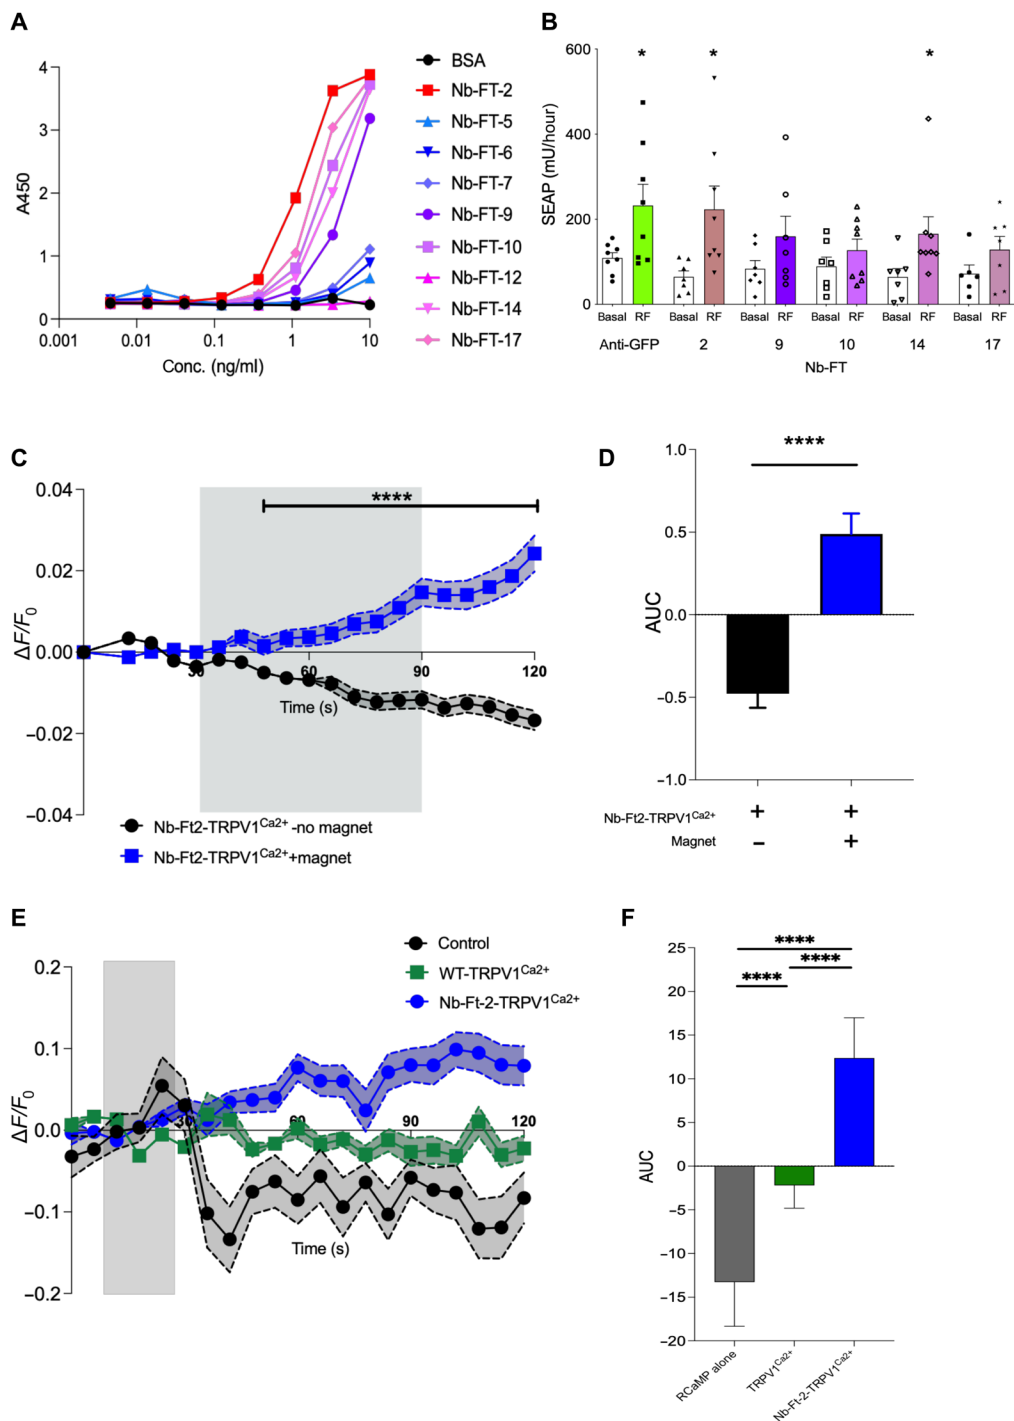 A
4
3
2
1
0
A450
0.001
0.01
0.1
1
10
Conc. (ng/ml)
BSA
Nb-FT-2
Nb-FT-5
Nb-FT-6
Nb-FT-7
Nb-FT-9
Nb-FT-10
Nb-FT-12
Nb-FT-14
Nb-FT-17
B
600
400
200
0
SEAP (mU/hour)
* * *
Basal RF Basal RF Basal RF Basal RF Basal RF Basal RF
Anti-GFP 2 9 10 14 17
Nb-FT
C
0.04
0.02
0.00
−0.02
−0.04
ΔF/F0
****
30 60 90 120
Time (s)
Nb-Ft2-TRPV1Ca2+ -no magnet
Nb-Ft2-TRPV1Ca2+ +magnet
D
1.0
0.5
0.0
−0.5
−1.0
AUC
****
Nb-Ft2-TRPV1Ca2+ + +
Magnet − +
E
Control
WT-TRPV1Ca2+
Nb-Ft-2-TRPV1Ca2+
0.2
0.1
0.0
−0.1
−0.2
ΔF/F0
30 60 90 120
Time (s)
F
25
20
15
10
5
0
−5
−10
−15
−20
AUC
****
****
****
RCaMP alone
TRPV1Ca2+
Nb-Ft-2-TRPV1Ca2+